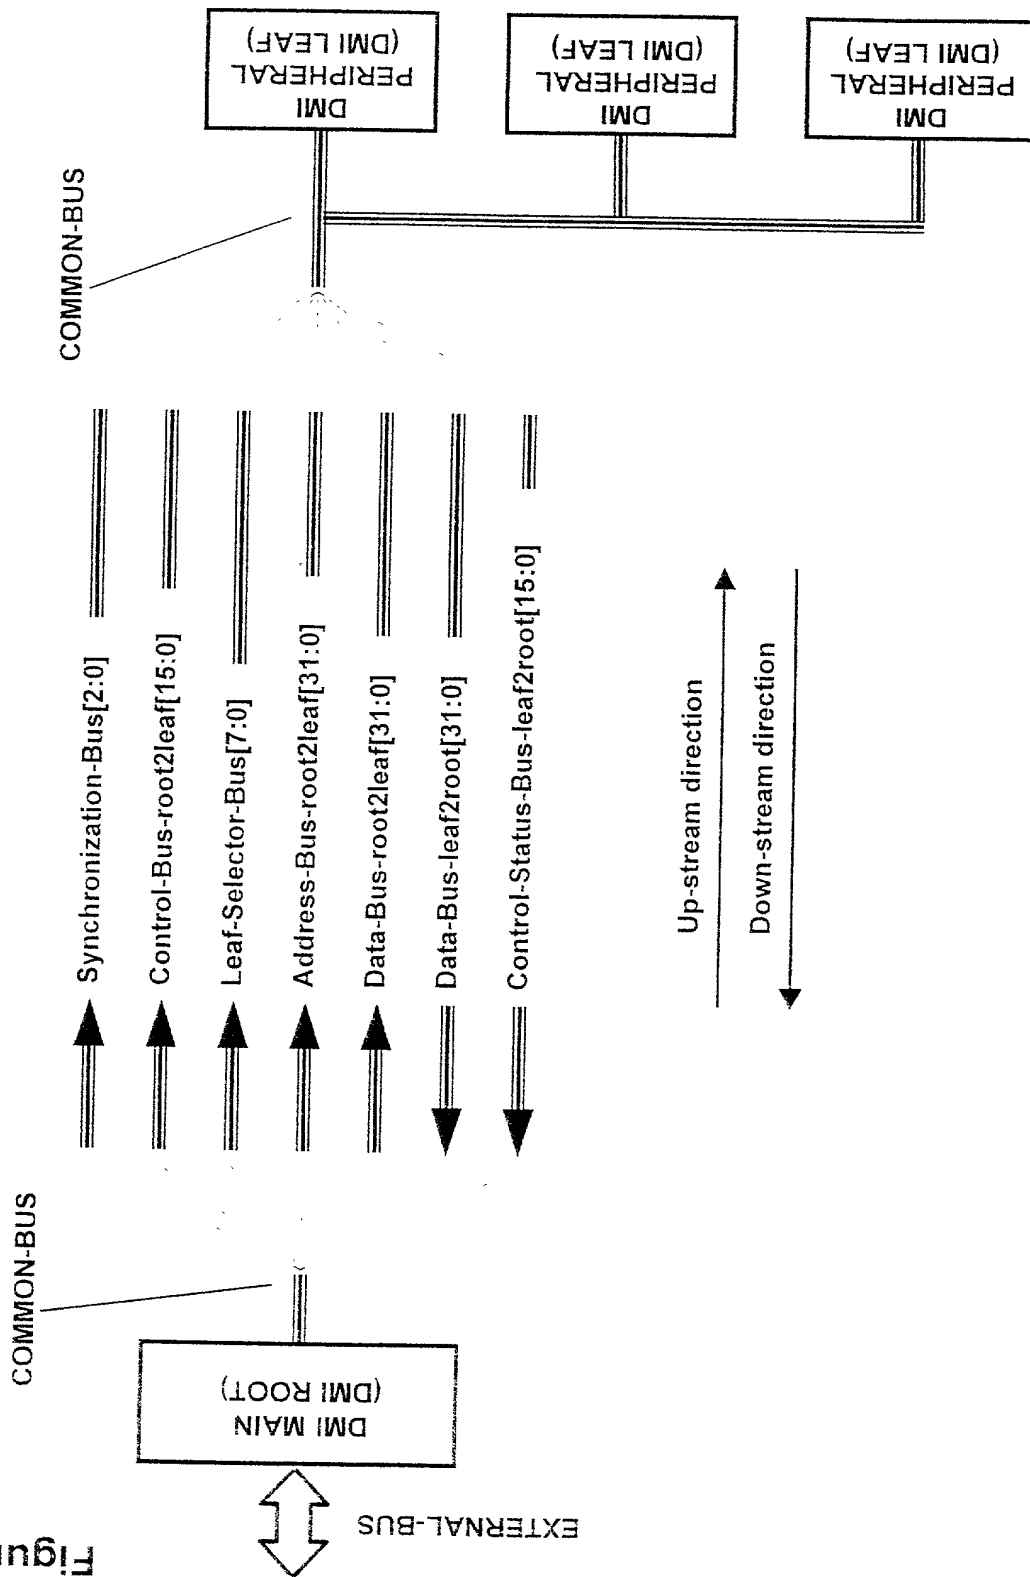 COMMON-BUS
COMMON-BUS
DMI MAIN
(DMI ROOT)
EXTERNAL-BUS
Synchronization-Bus[2:0]
Control-Bus-root2leaf[15:0]
Leaf-Selector-Bus[7:0]
Address-Bus-root2leaf[31:0]
Data-Bus-root2leaf[31:0]
Data-Bus-leaf2root[31:0]
Control-Status-Bus-leaf2root[15:0]
Up-stream direction
Down-stream direction
DMI
PERIPHERAL
(DMI LEAF)
DMI
PERIPHERAL
(DMI LEAF)
DMI
PERIPHERAL
(DMI LEAF)